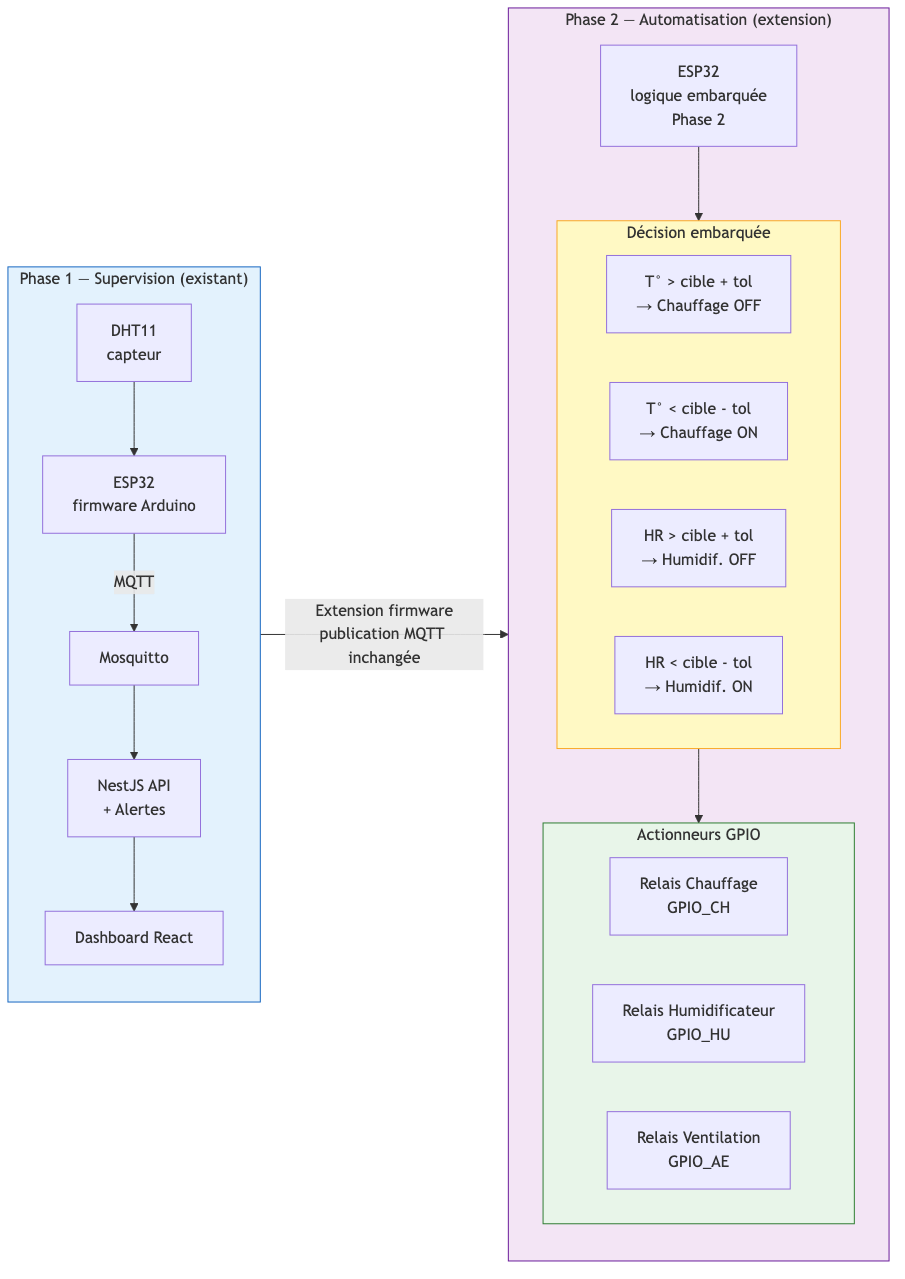 Phase 1 — Supervision (existant)
DHT11
capteur
ESP32
firmware Arduino
MQTT
Mosquitto
NestJS API
+ Alertes
Dashboard React
Extension firmware
publication MQTT
inchangée
Phase 2 — Automatisation (extension)
ESP32
logique embarquée
Phase 2
Décision embarquée
T° > cible + tol
→ Chauffage OFF
T° < cible - tol
→ Chauffage ON
HR > cible + tol
→ Humidif. OFF
HR < cible - tol
→ Humidif. ON
Actionneurs GPIO
Relais Chauffage
GPIO_CH
Relais Humidificateur
GPIO_HU
Relais Ventilation
GPIO_AE